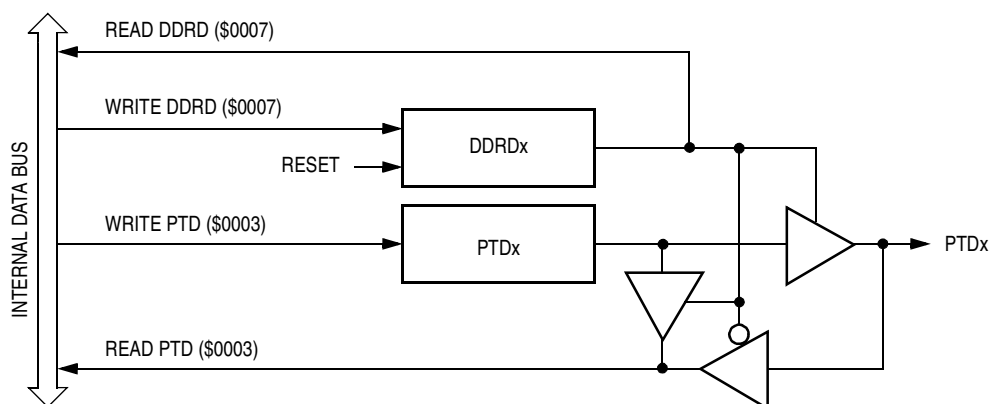 READ DDRD ($0007)
WRITE DDRD ($0007)
DDRDx
RESET
INTERNAL DATA BUS
WRITE PTD ($0003)
PTDx
PTDx
READ PTD ($0003)